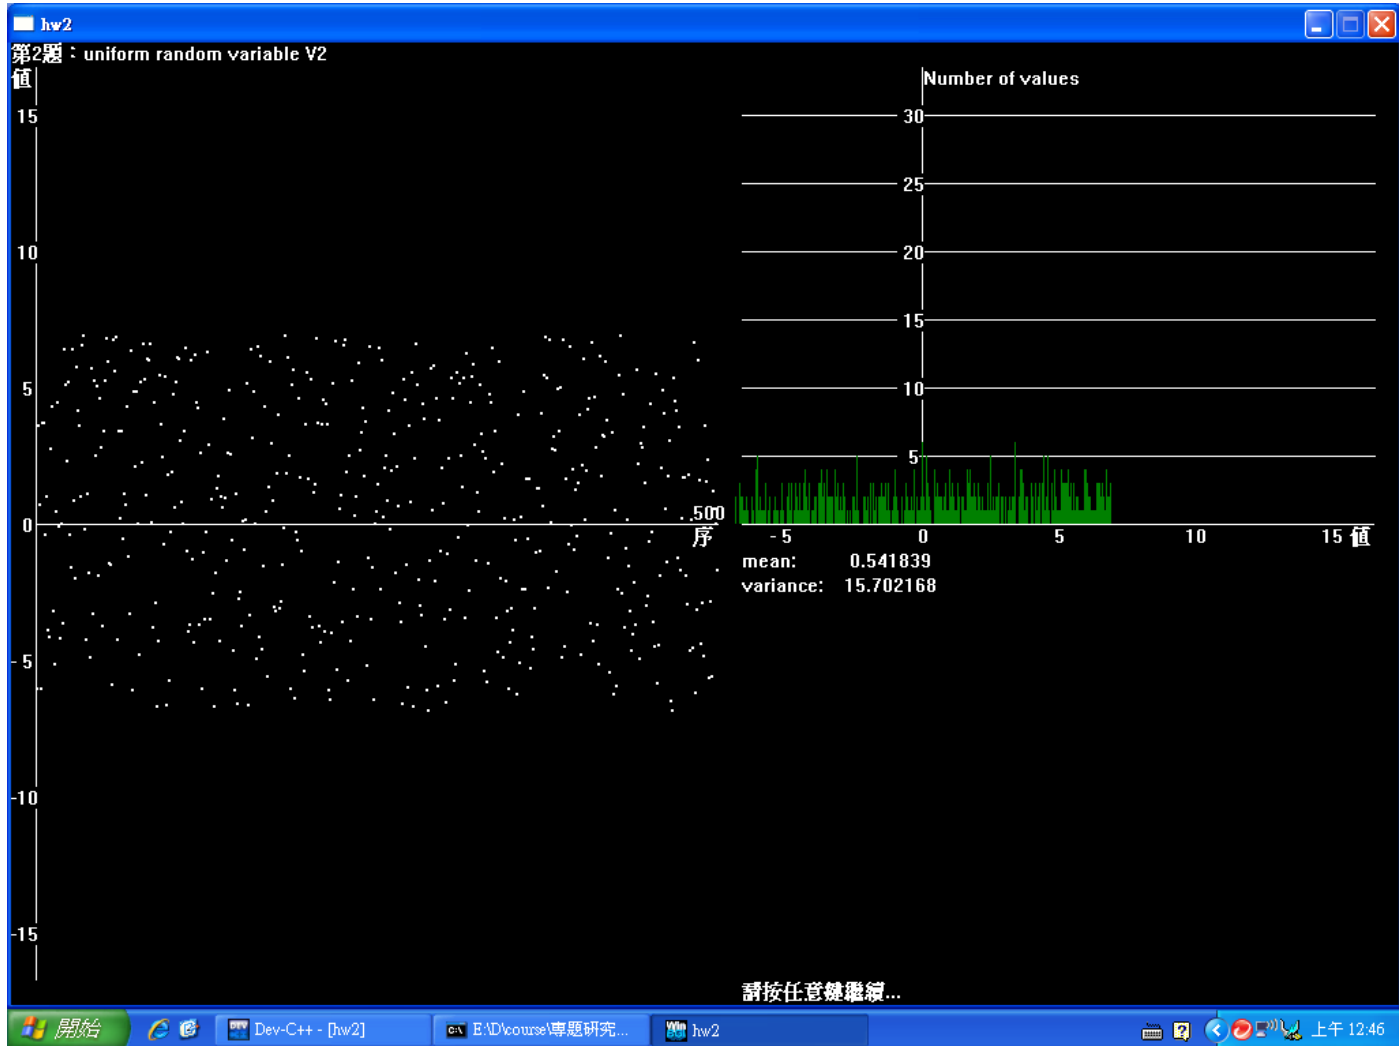 hw2
第2題：uniform random variable V2
值
15
10
5
0
-5
-10
-15
500
序
Number of values
30
25
20
15
10
5
-5 0 5 10 15 值
mean: 0.541839
variance: 15.702168
請按任意鍵繼續...
開始
Dev-C++ - [hw2]
E:\D\course\專題研究...
hw2
上午 12:46